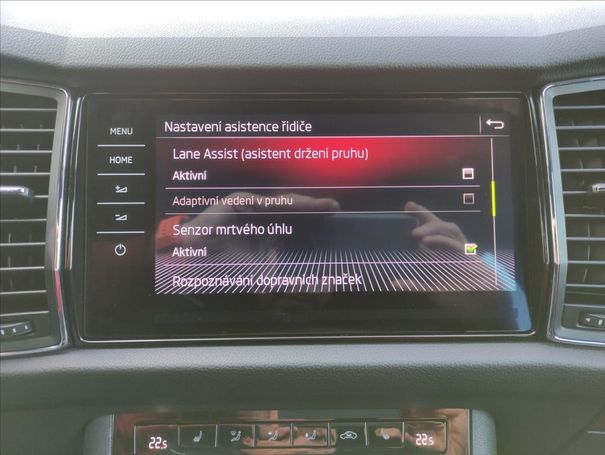 MENU
HOME
Nastavení asistence řidiče
Lane Assist (asistent držení pruhu)
Aktivní
Adaptivní vedení v pruhu
Senzor mrtvého úhlu
Aktivní
Rozpoznávání dopravních značek
22.5
22.5